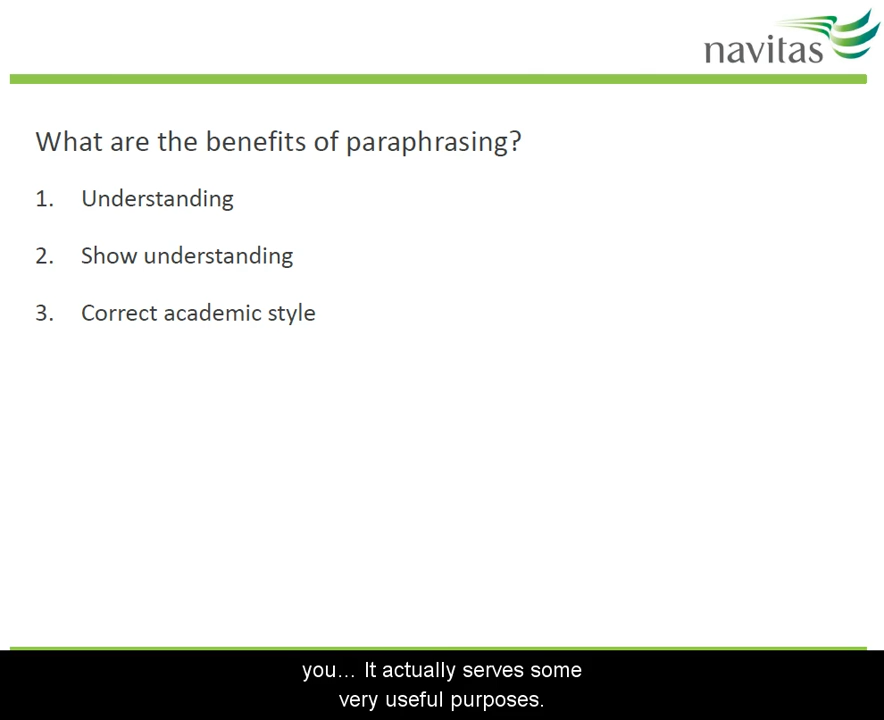 navitas
What are the benefits of paraphrasing?
1. Understanding
2. Show understanding
3. Correct academic style
you... It actually serves some
very useful purposes.